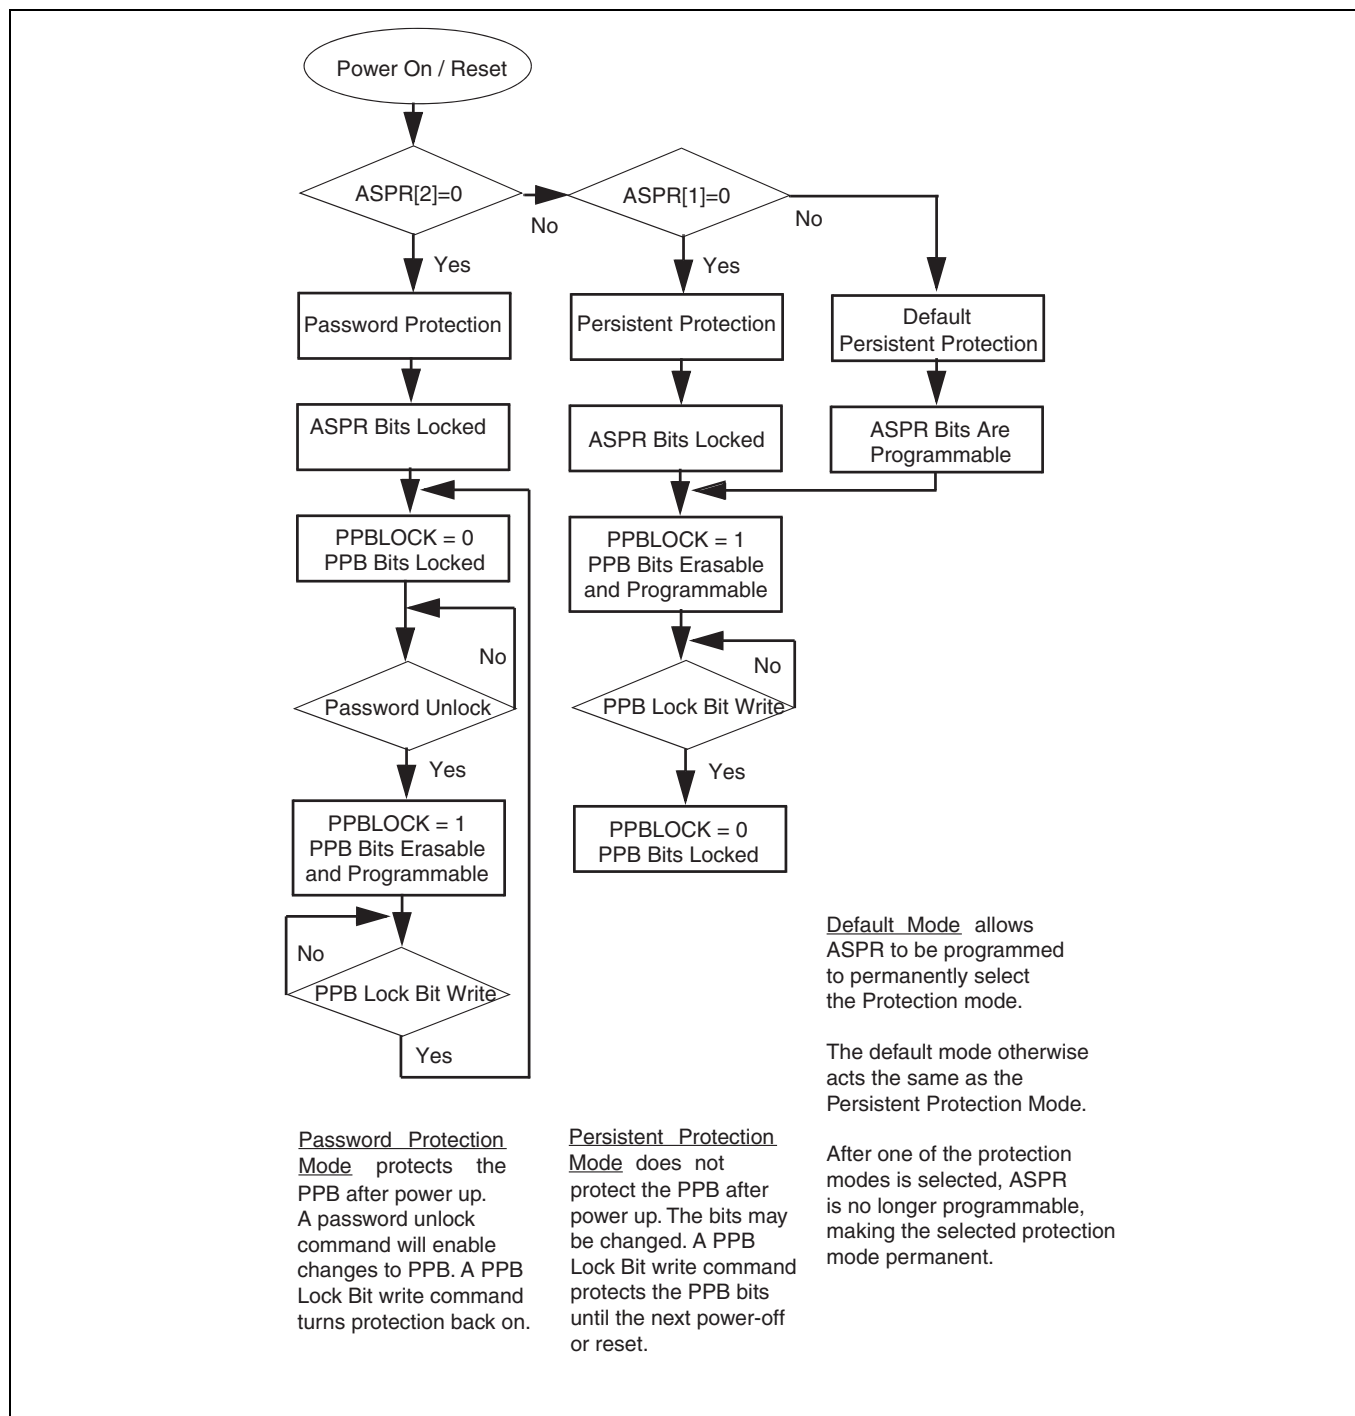 Power On / Reset
ASPR[2]=0
No
ASPR[1]=0
No
Yes
Yes
Password Protection
Persistent Protection
Default
Persistent Protection
ASPR Bits Locked
ASPR Bits Locked
ASPR Bits Are
Programmable
PPBLOCK = 0
PPB Bits Locked
PPBLOCK = 1
PPB Bits Erasable
and Programmable
No
No
Password Unlock
PPB Lock Bit Write
Yes
Yes
PPBLOCK = 1
PPB Bits Erasable
and Programmable
PPBLOCK = 0
PPB Bits Locked
No
PPB Lock Bit Write
Yes
Default Mode allows
ASPR to be programmed
to permanently select
the Protection mode.
The default mode otherwise
acts the same as the
Persistent Protection Mode.
After one of the protection
modes is selected, ASPR
is no longer programmable,
making the selected protection
mode permanent.
Password Protection
Mode protects the
PPB after power up.
A password unlock
command will enable
changes to PPB. A PPB
Lock Bit write command
turns protection back on.
Persistent Protection
Mode does not
protect the PPB after
power up. The bits may
be changed. A PPB
Lock Bit write command
protects the PPB bits
until the next power-off
or reset.